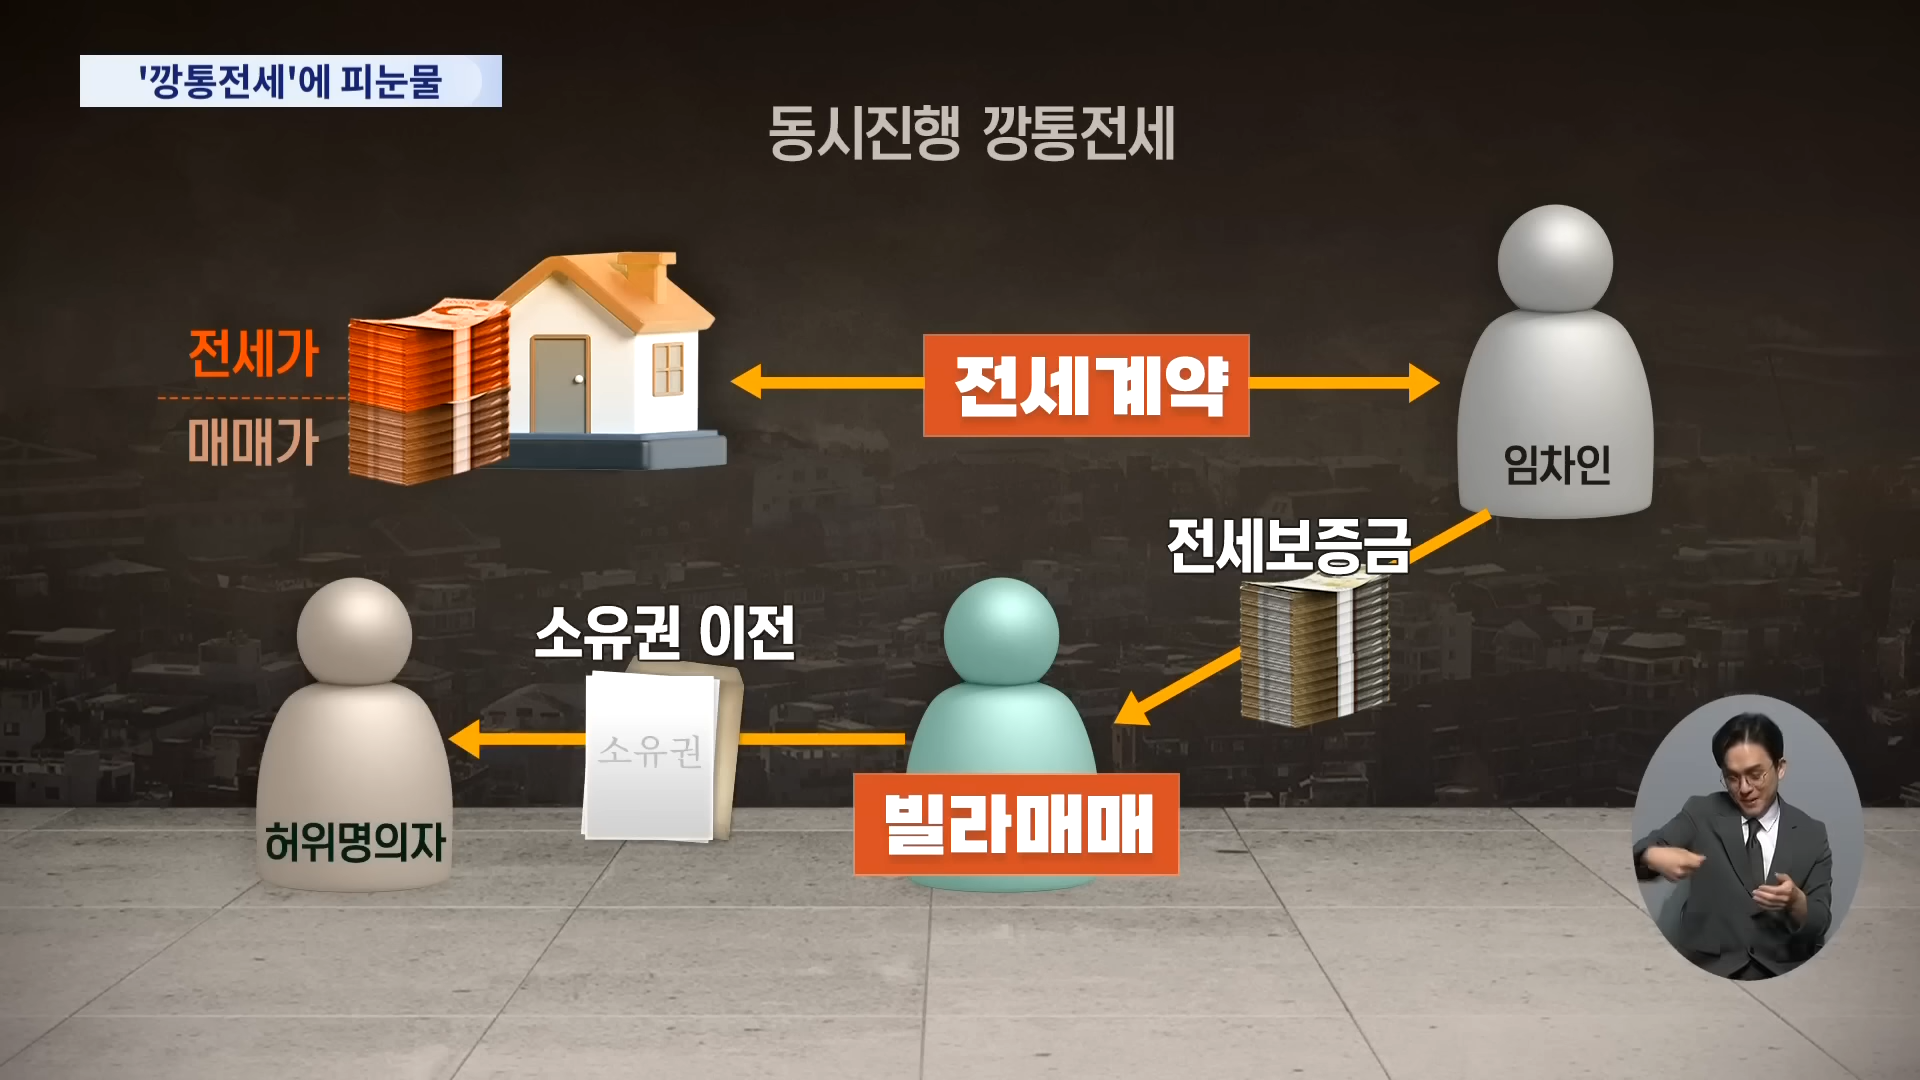 '깡통전세'에 피눈물
동시진행 깡통전세
전세가
매매가
전세계약
임차인
전세보증금
소유권 이전
소유권
허위명의자
빌라매매